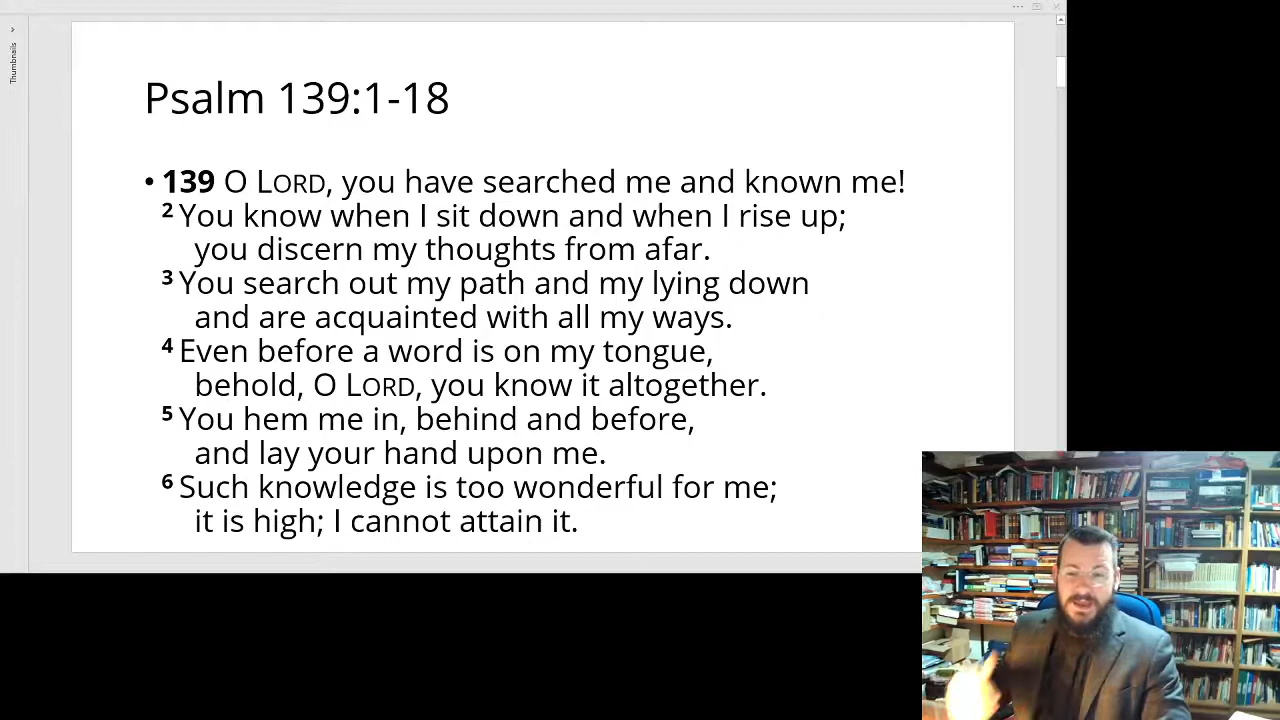 Thumbnails
Psalm 139:1-18
• 139 O LORD, you have searched me and known me!
2 You know when I sit down and when I rise up;
you discern my thoughts from afar.
3 You search out my path and my lying down
and are acquainted with all my ways.
4 Even before a word is on my tongue,
behold, O LORD, you know it altogether.
5 You hem me in, behind and before,
and lay your hand upon me.
6 Such knowledge is too wonderful for me;
it is high; I cannot attain it.